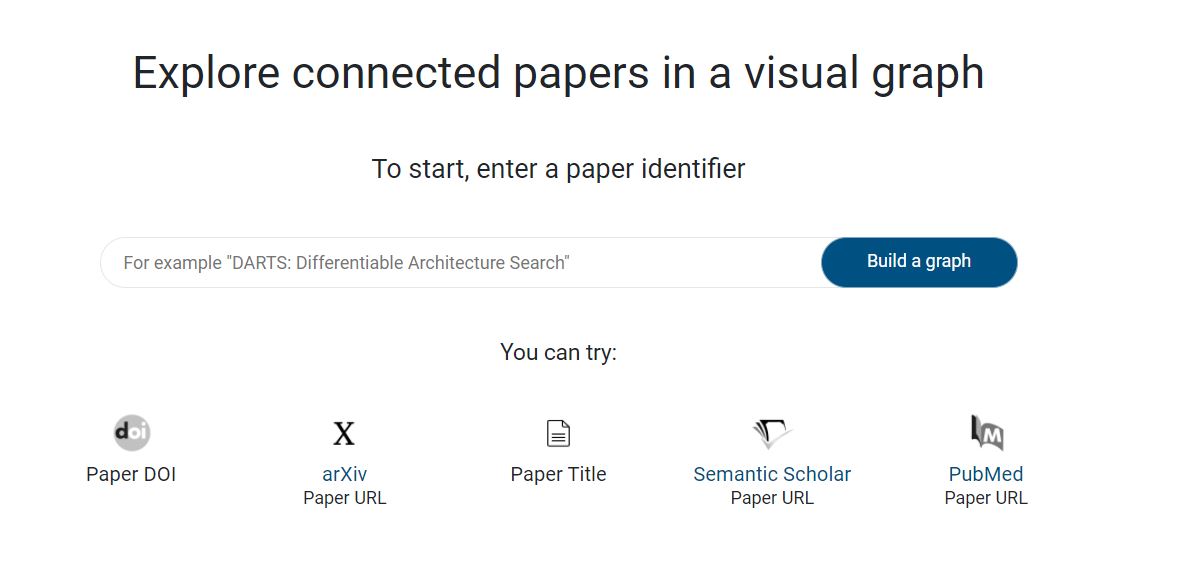 Explore connected papers in a visual graph
To start, enter a paper identifier
For example "DARTS: Differentiable Architecture Search"
Build a graph
You can try:
doi
X
M
Paper DOI
arXiv
Paper Title
Semantic Scholar
PubMed
Paper URL
Paper URL
Paper URL